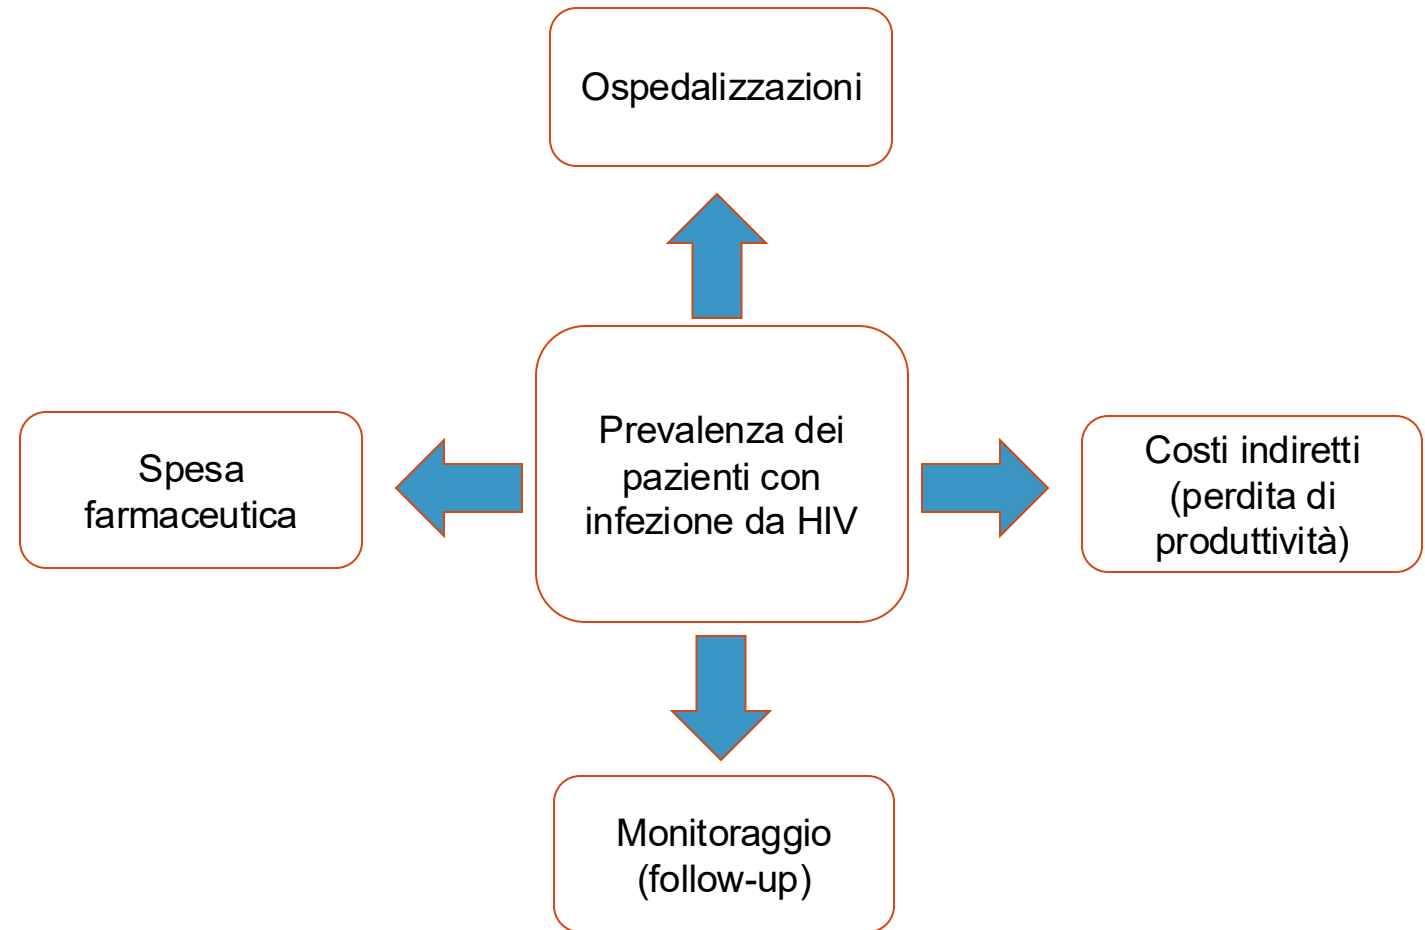 Ospedalizzazioni
Prevalenza dei
pazienti con
infezione da HIV
Spesa
farmaceutica
Costi indiretti
(perdita di
produttività)
Monitoraggio
(follow-up)